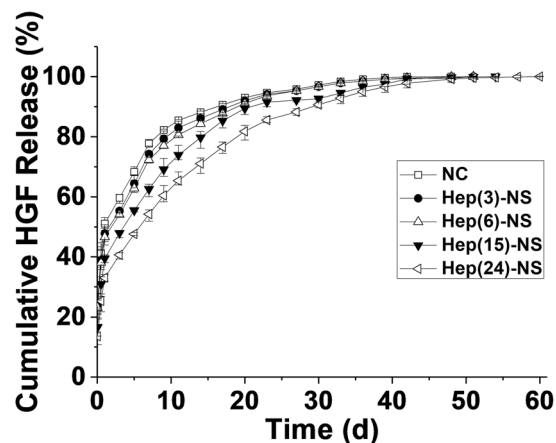 Cumulative HGF Release (%)
100
80
60
40
20
0
NC
Hep(3)-NS
Hep(6)-NS
Hep(15)-NS
Hep(24)-NS
0 10 20 30 40 50 60
Time (d)